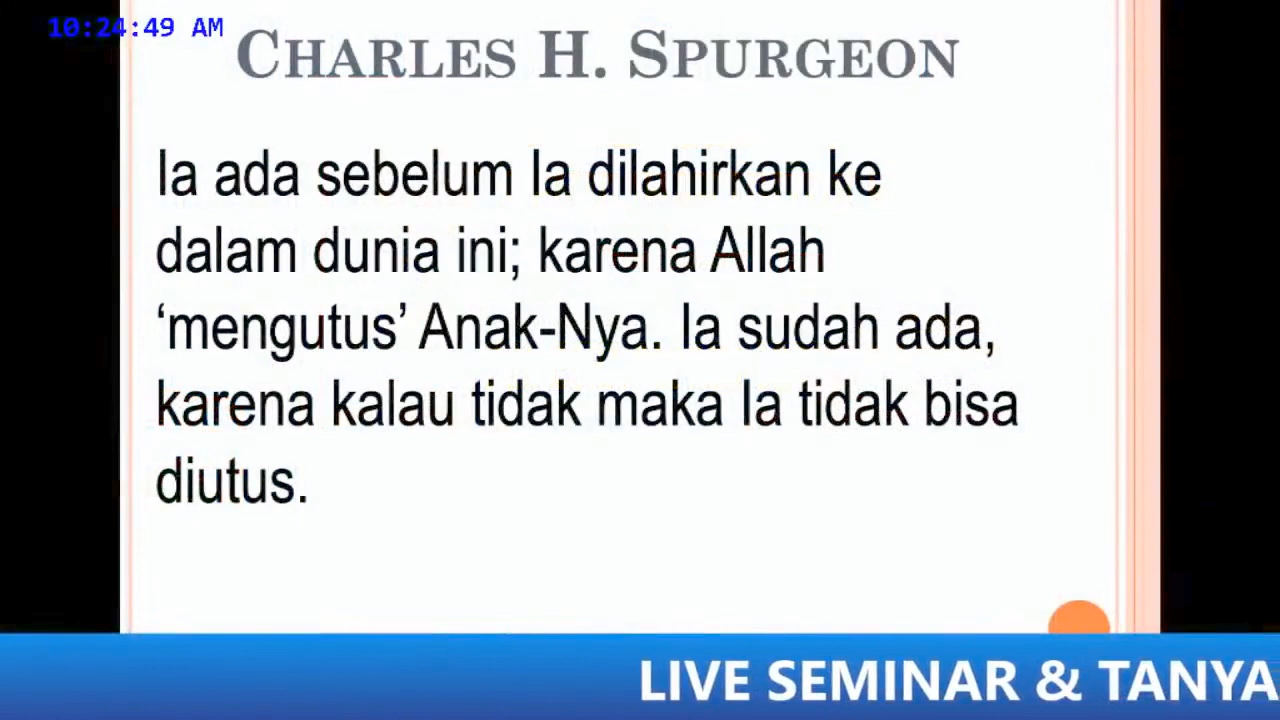 10:24:49 AM
CHARLES H. SPURGEON
Ia ada sebelum Ia dilahirkan ke
dalam dunia ini; karena Allah
‘mengutus’ Anak-Nya. Ia sudah ada,
karena kalau tidak maka Ia tidak bisa
diutus.
LIVE SEMINAR & TANYA